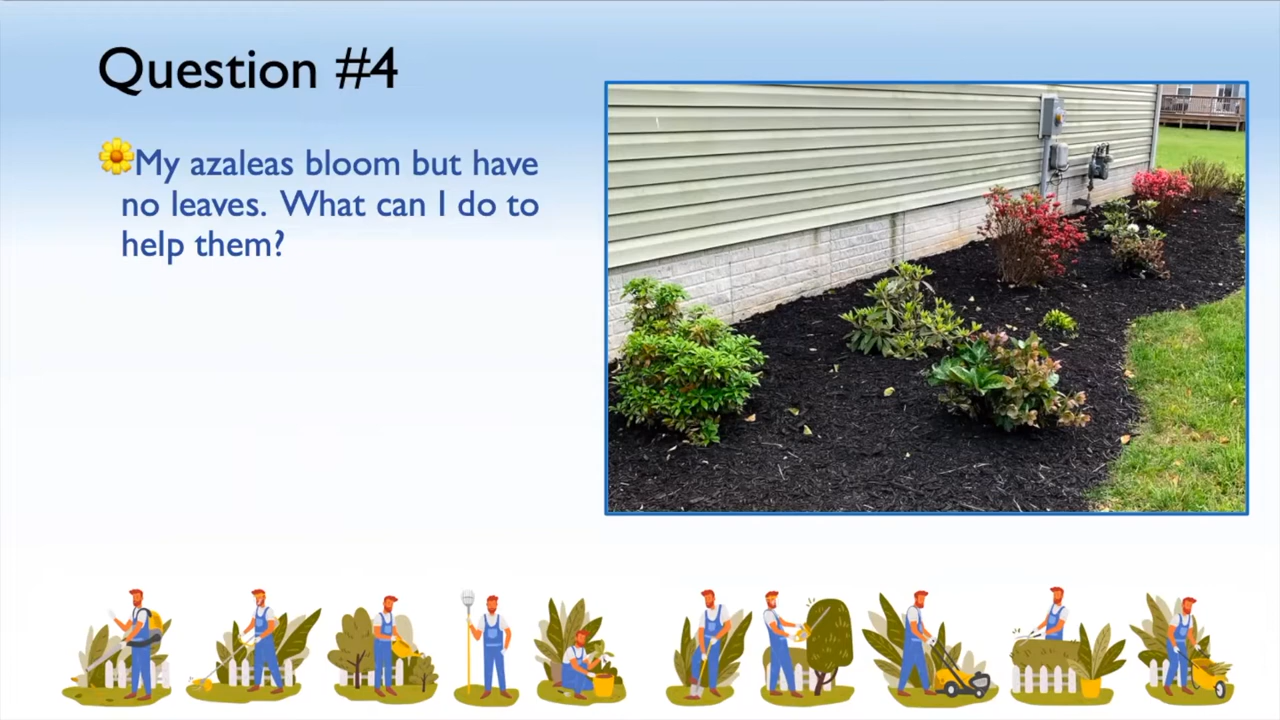 Question #4
My azaleas bloom but have
no leaves. What can I do to
help them?